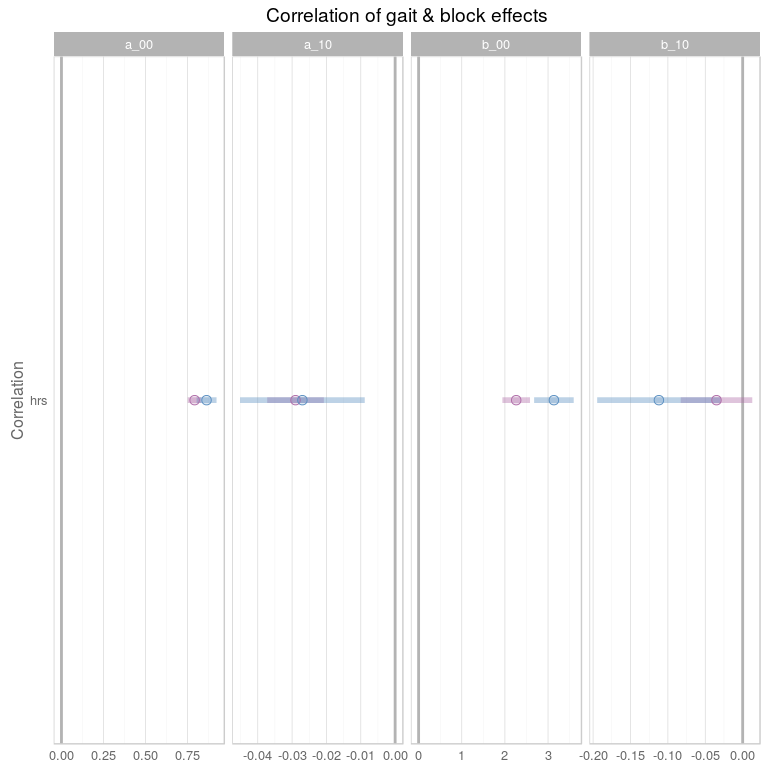 Correlation of gait & block effects
a_00 a_10 b_00 b_10
Correlation
hrs
0.00 0.25 0.50 0.75 -0.04 -0.03 -0.02 -0.01 0.00 0 1 2 3 -0.20 -0.15 -0.10 -0.05 0.00